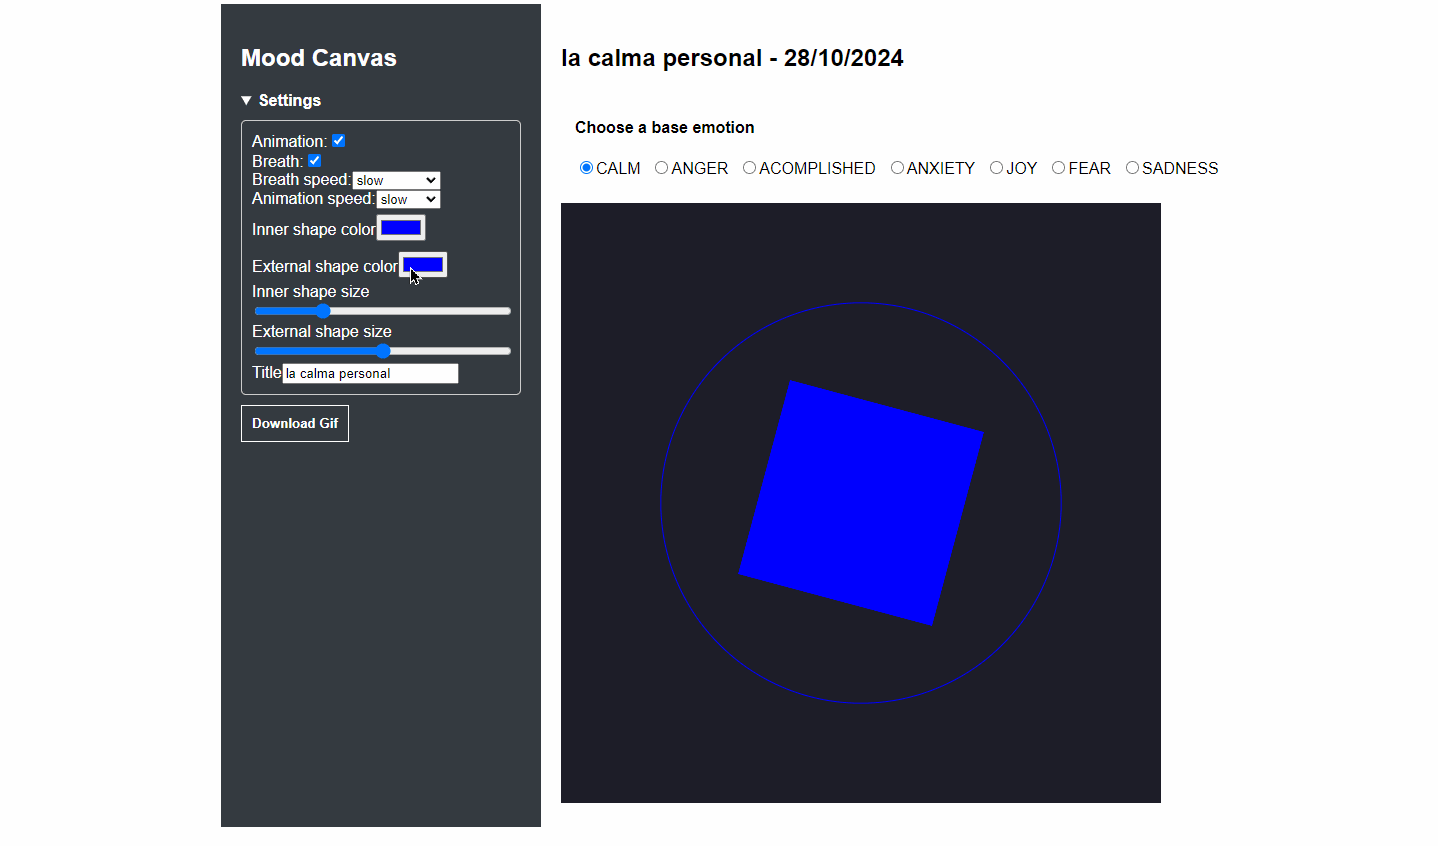 Mood Canvas
▼ Settings
Animation:
Breath:
Breath speed: slow
Animation speed: slow
Inner shape color
External shape color
Inner shape size
External shape size
Title la calma personal
Download Gif
la calma personal - 28/10/2024
Choose a base emotion
CALM ANGER ACOMPLISHED ANXIETY JOY FEAR SADNESS